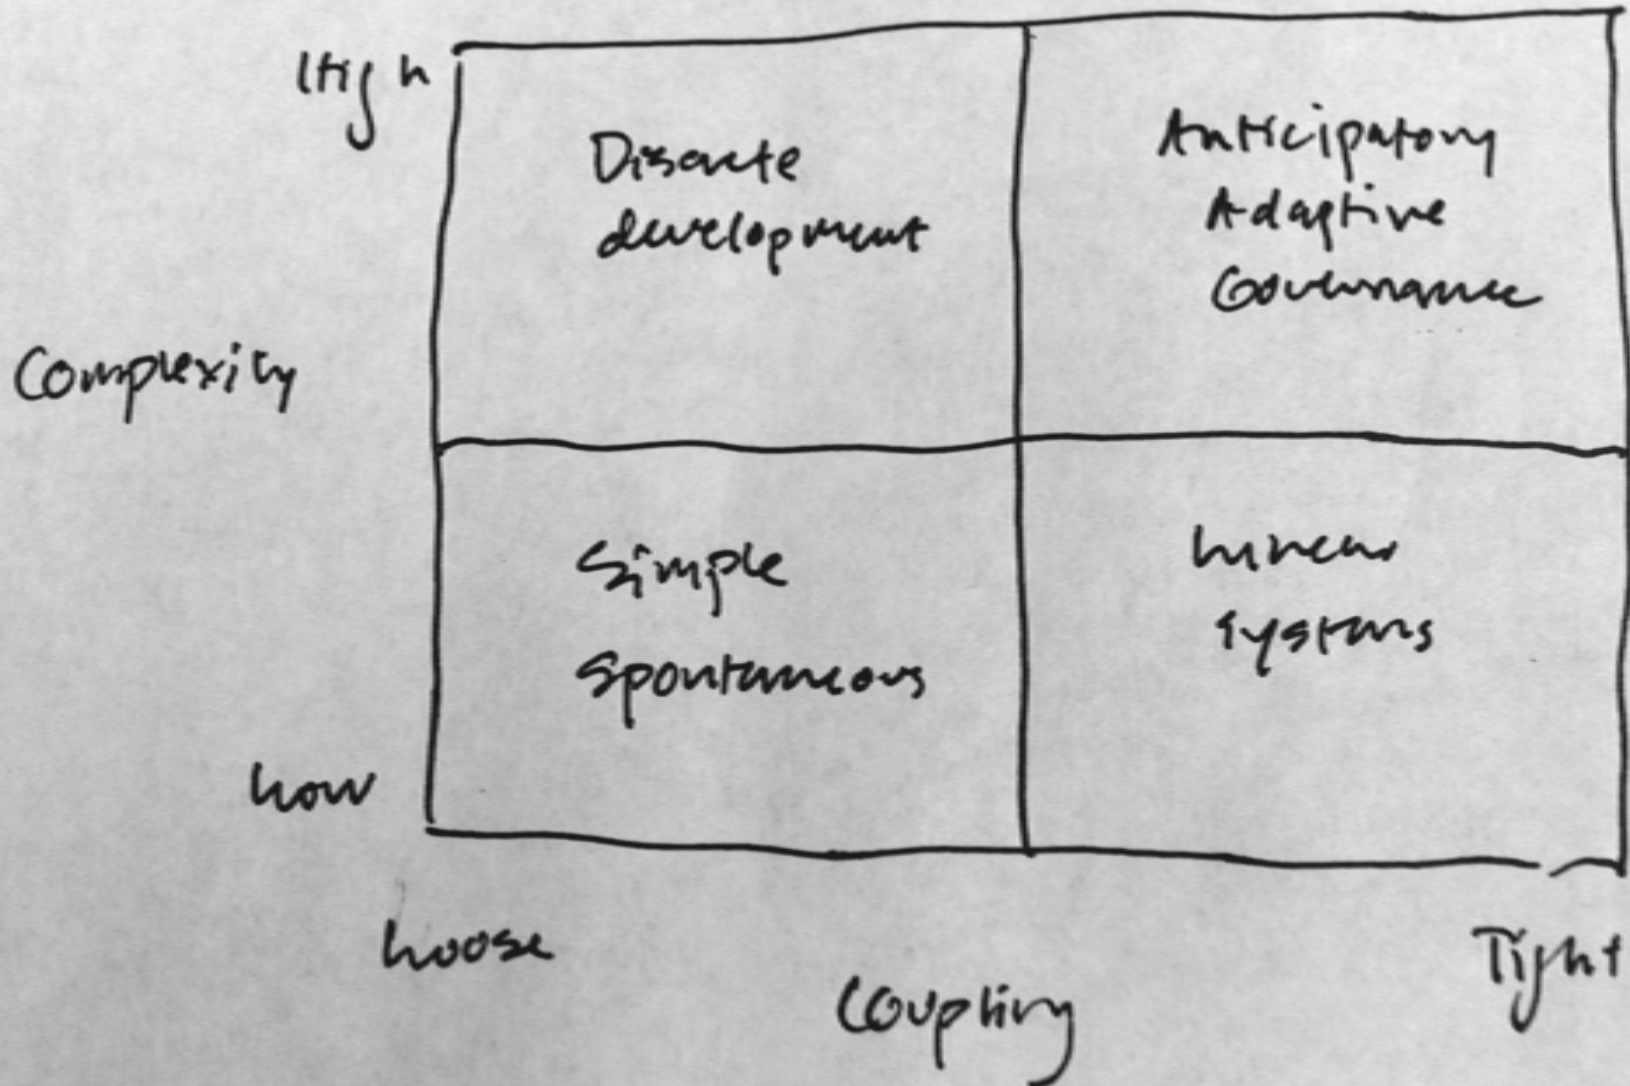 High
Discrete
development
Anticipatory
Adaptive
Governance
Complexity
Simple
Spontaneous
Linear
Systems
Low
Loose
Coupling
Tight